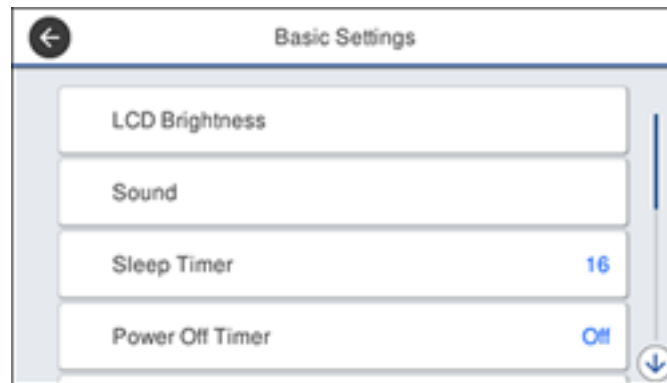 Basic Settings
LCD Brightness
Sound
Sleep Timer 16
Power Off Timer Off